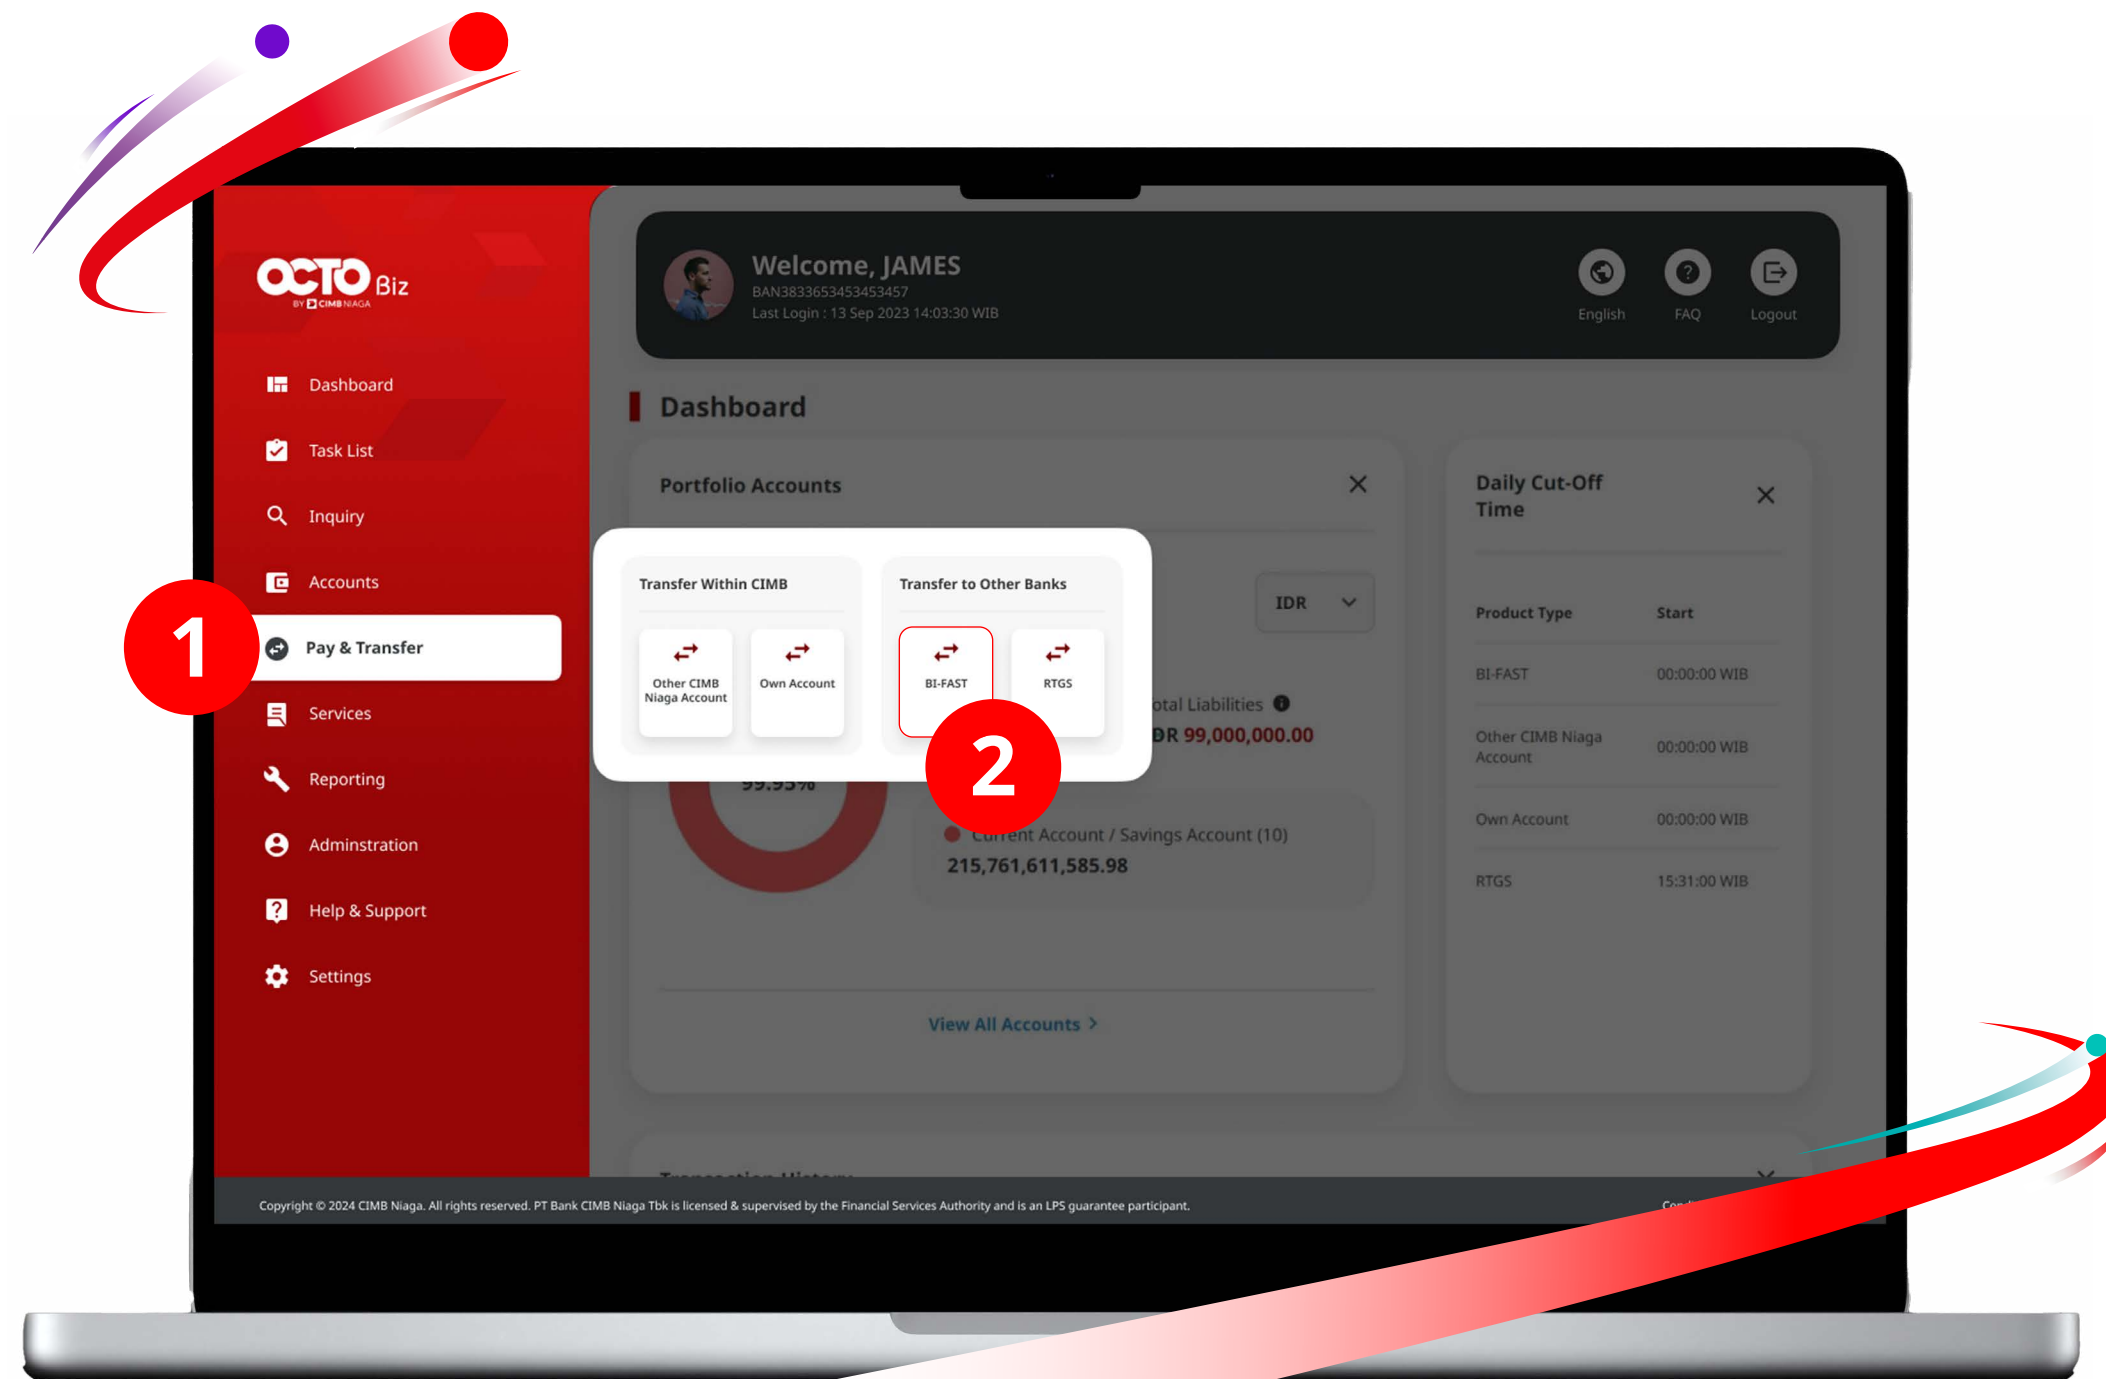 OCTO Biz
BY CIMB NIAGA
Dashboard
Task List
Inquiry
Accounts
1
Pay & Transfer
Services
Reporting
Adminstration
Help & Support
Settings
Welcome, JAMES
BAN3833653453453457
Last Login : 13 Sep 2023 14:03:30 WIB
English
FAQ
Logout
Dashboard
Portfolio Accounts
IDR
Transfer Within CIMB
Other CIMB
Niaga Account
Own Account
Transfer to Other Banks
BI-FAST
RTGS
2
Liabilities
99,000,000.00
99.95%
Current Account / Savings Account (10)
215,761,611,585.98
View All Accounts
Daily Cut-Off
Time
Product Type Start
BI-FAST 00:00:00 WIB
Other CIMB Niaga
Account 00:00:00 WIB
Own Account 00:00:00 WIB
RTGS 15:31:00 WIB
Copyright © 2024 CIMB Niaga. All rights reserved. PT Bank CIMB Niaga Tbk is licensed & supervised by the Financial Services Authority and is an LPS guarantee participant.